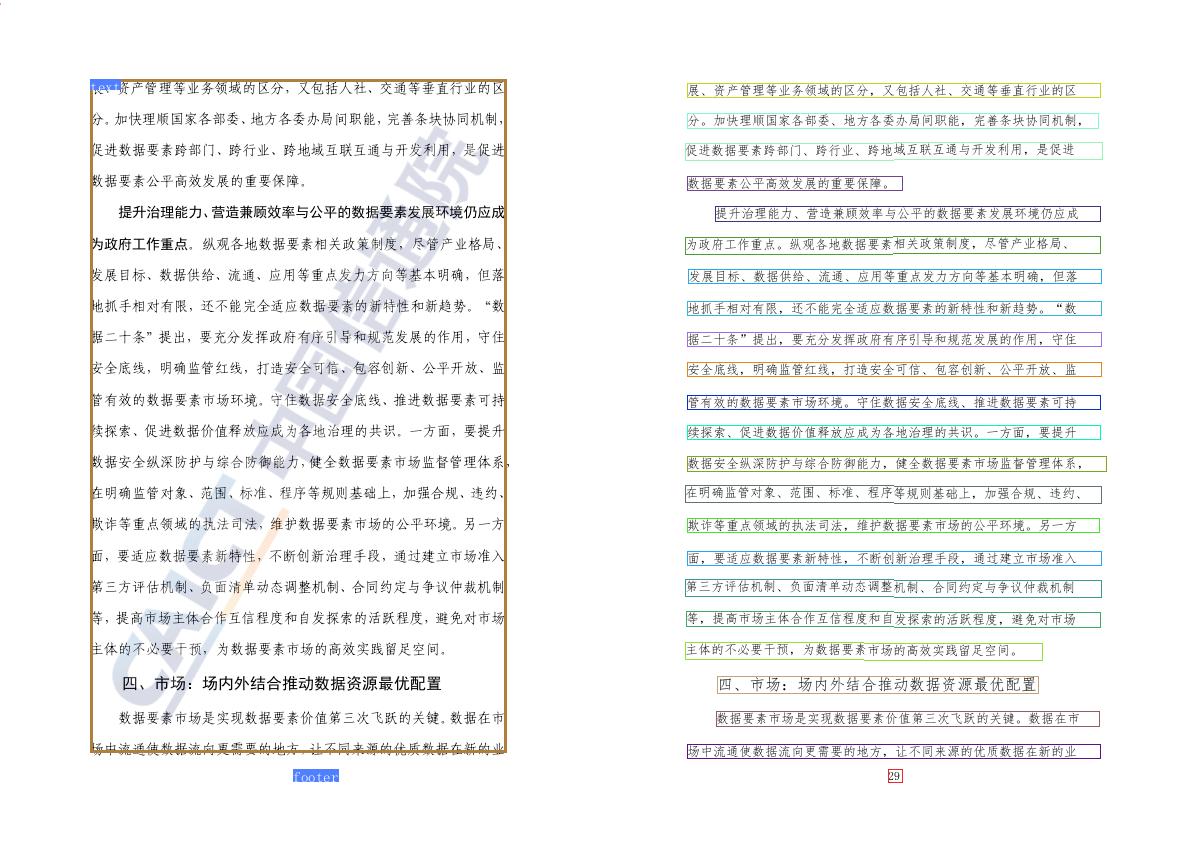 text
展、资产管理等业务领域的区分，又包括人社、交通等垂直行业的区
分。加快理顺国家各部委、地方各委办局间职能，完善条块协同机制，
促进数据要素跨部门、跨行业、跨地域互联互通与开发利用，是促进
数据要素公平高效发展的重要保障。
提升治理能力、营造兼顾效率与公平的数据要素发展环境仍应成
为政府工作重点。纵观各地数据要素相关政策制度，尽管产业格局、
发展目标、数据供给、流通、应用等重点发力方向等基本明确，但落
地抓手相对有限，还不能完全适应数据要素的新特性和新趋势。“数
据二十条”提出，要充分发挥政府有序引导和规范发展的作用，守住
安全底线，明确监管红线，打造安全可信、包容创新、公平开放、监
管有效的数据要素市场环境。守住数据安全底线、推进数据要素可持
续探索、促进数据价值释放应成为各地治理的共识。一方面，要提升
数据安全纵深防护与综合防御能力，健全数据要素市场监督管理体系，
在明确监管对象、范围、标准、程序等规则基础上，加强合规、违约、
欺诈等重点领域的执法司法，维护数据要素市场的公平环境。另一方
面，要适应数据要素新特性，不断创新治理手段，通过建立市场准入
第三方评估机制、负面清单动态调整机制、合同约定与争议仲裁机制
等，提高市场主体合作互信程度和自发探索的活跃程度，避免对市场
主体的不必要干预，为数据要素市场的高效实践留足空间。
四、市场：场内外结合推动数据资源最优配置
数据要素市场是实现数据要素价值第三次飞跃的关键。数据在市
场中流通使数据流向更需要的地方，让不同来源的优质数据在新的业
footer
CAICT 中国信通院
展、资产管理等业务领域的区分，又包括人社、交通等垂直行业的区
分。加快理顺国家各部委、地方各委办局间职能，完善条块协同机制，
促进数据要素跨部门、跨行业、跨地域互联互通与开发利用，是促进
数据要素公平高效发展的重要保障。
提升治理能力、营造兼顾效率与公平的数据要素发展环境仍应成
为政府工作重点。纵观各地数据要素相关政策制度，尽管产业格局、
发展目标、数据供给、流通、应用等重点发力方向等基本明确，但落
地抓手相对有限，还不能完全适应数据要素的新特性和新趋势。“数
据二十条”提出，要充分发挥政府有序引导和规范发展的作用，守住
安全底线，明确监管红线，打造安全可信、包容创新、公平开放、监
管有效的数据要素市场环境。守住数据安全底线、推进数据要素可持
续探索、促进数据价值释放应成为各地治理的共识。一方面，要提升
数据安全纵深防护与综合防御能力，健全数据要素市场监督管理体系，
在明确监管对象、范围、标准、程序等规则基础上，加强合规、违约、
欺诈等重点领域的执法司法，维护数据要素市场的公平环境。另一方
面，要适应数据要素新特性，不断创新治理手段，通过建立市场准入
第三方评估机制、负面清单动态调整机制、合同约定与争议仲裁机制
等，提高市场主体合作互信程度和自发探索的活跃程度，避免对市场
主体的不必要干预，为数据要素市场的高效实践留足空间。
四、市场：场内外结合推动数据资源最优配置
数据要素市场是实现数据要素价值第三次飞跃的关键。数据在市
场中流通使数据流向更需要的地方，让不同来源的优质数据在新的业
29